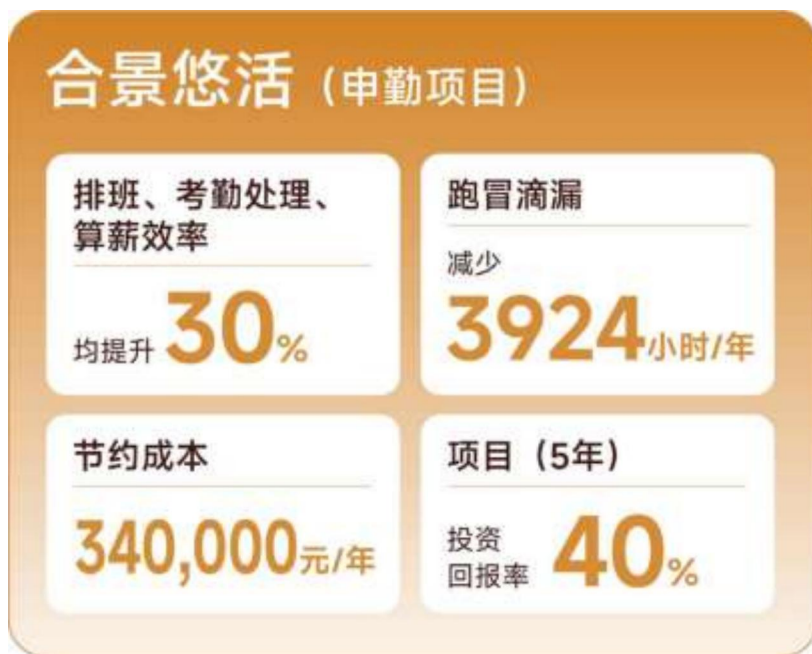 合景悠活（申勤项目）
排班、考勤处理、
算薪效率
均提升 30%
跑冒滴漏
减少
3924小时/年
节约成本
340,000元/年
项目（5年）
投资
回报率 40%